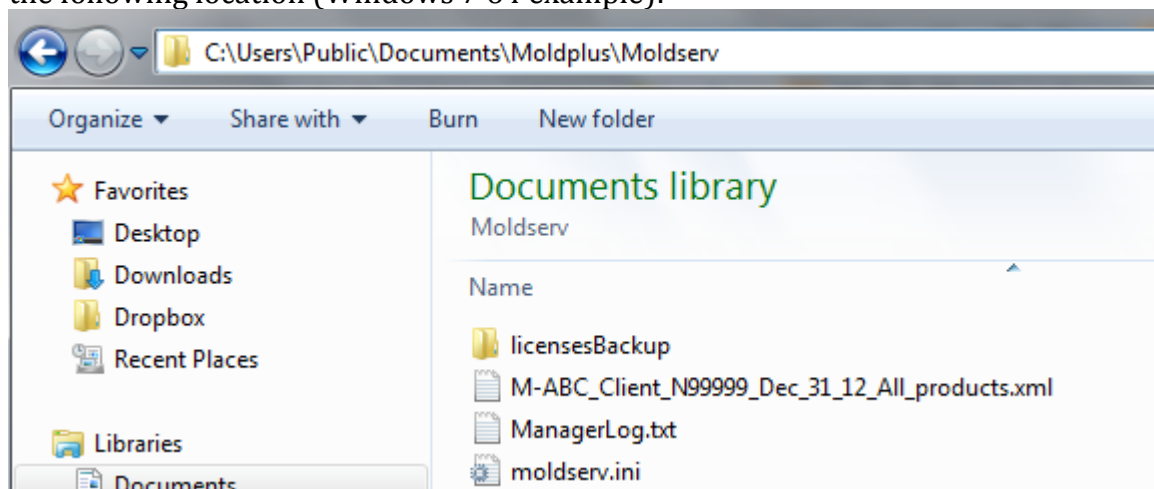 the following location (Windows 7-64 example):
C:\Users\Public\Documents\Moldplus\Moldserv
Organize Share with Burn New folder
Favorites
Desktop
Downloads
Dropbox
Recent Places
Libraries
Documents
Documents library
Moldserv
Name
licensesBackup
M-ABC_Client_N99999_Dec_31_12_All_products.xml
ManagerLog.txt
moldserv.ini